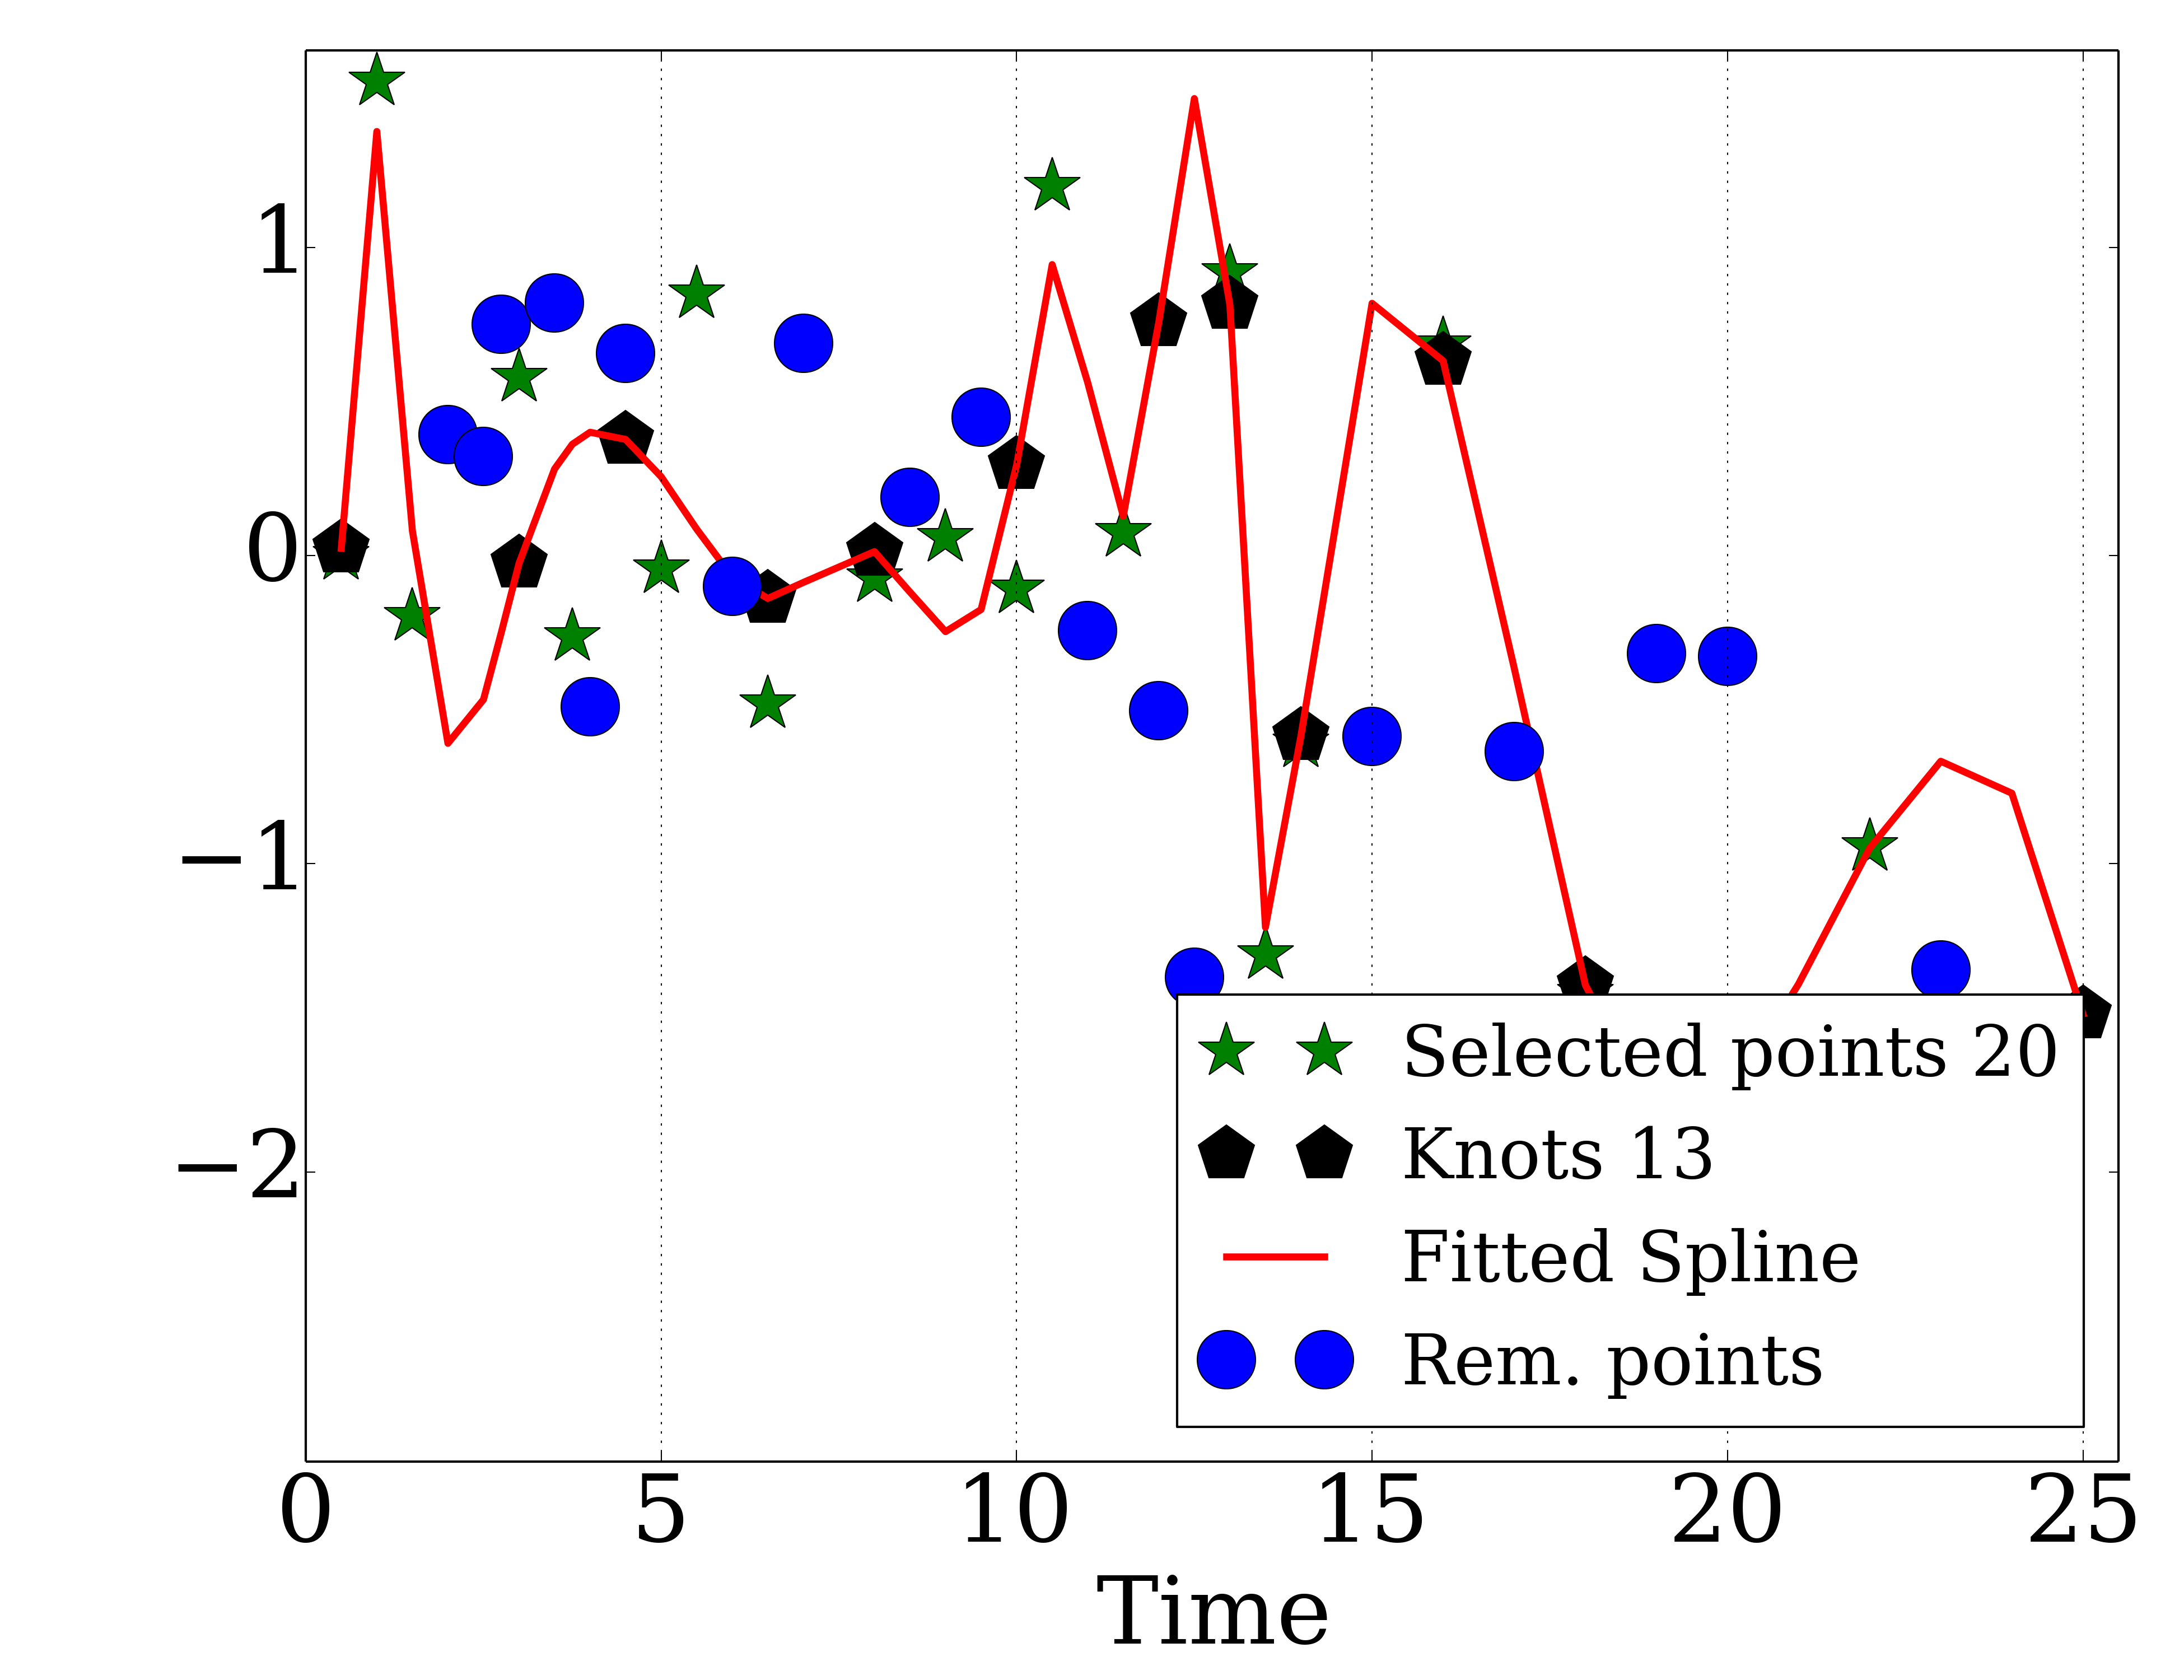 1
0
−1
−2
Selected points 20
Knots 13
Fitted Spline
Rem. points
0 5 10 15 20 25
Time